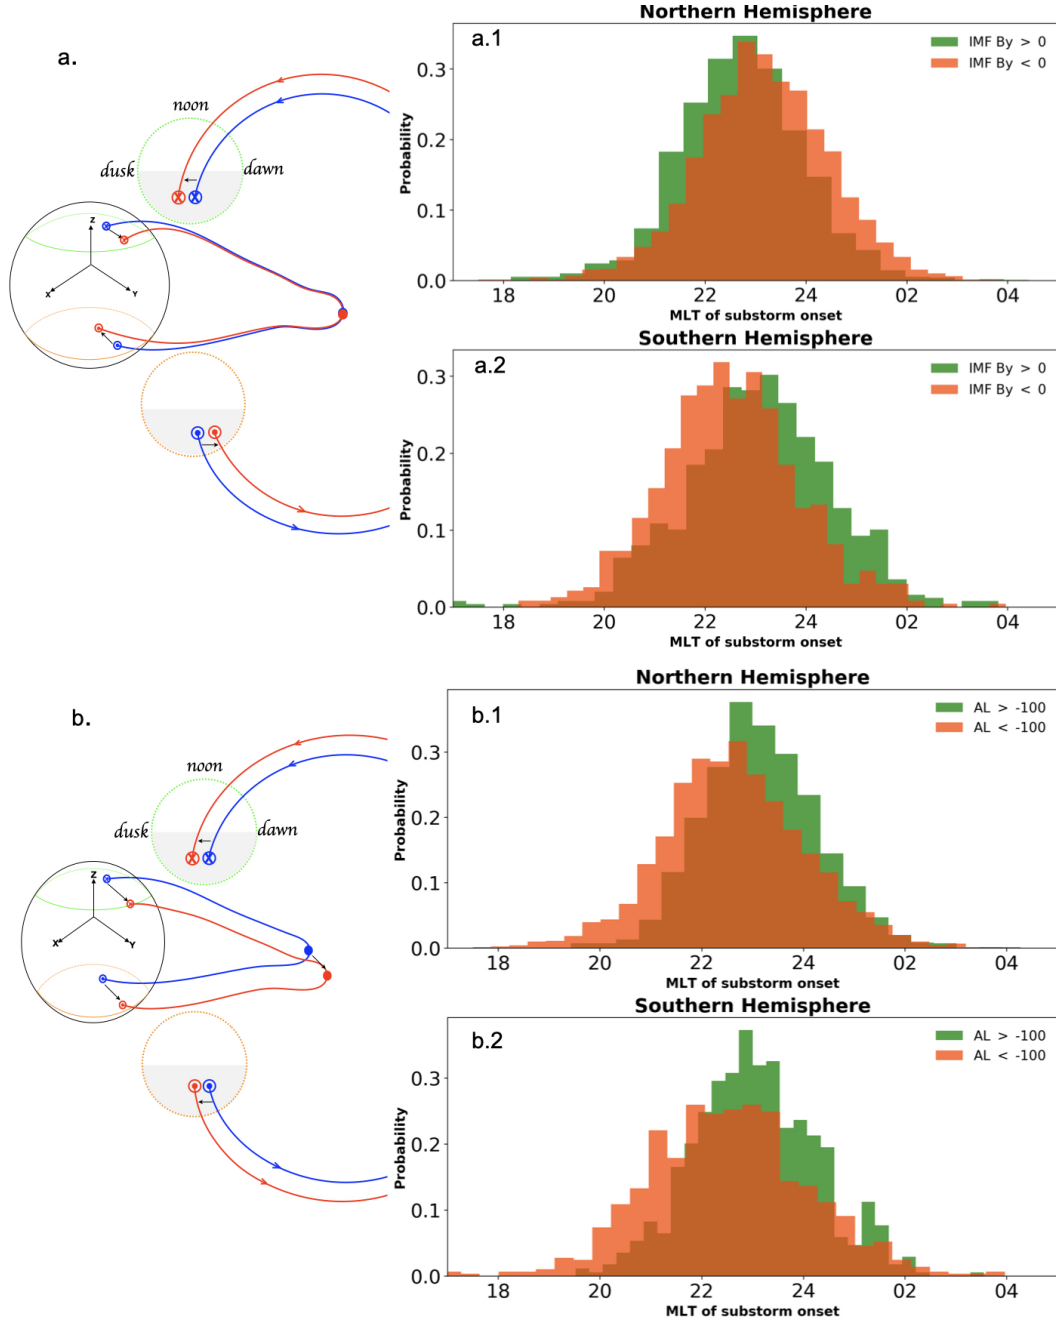 a.
noon
dusk
dawn
Z
X
Y
Northern Hemisphere
a.1
IMF By > 0
IMF By < 0
Probability
0.3
0.2
0.1
0.0
18 20 22 24 02 04
MLT of substorm onset
Southern Hemisphere
a.2
IMF By > 0
IMF By < 0
Probability
0.3
0.2
0.1
0.0
18 20 22 24 02 04
MLT of substorm onset
b.
noon
dusk
dawn
Z
X
Y
Northern Hemisphere
b.1
AL > -100
AL < -100
Probability
0.3
0.2
0.1
0.0
18 20 22 24 02 04
MLT of substorm onset
Southern Hemisphere
b.2
AL > -100
AL < -100
Probability
0.3
0.2
0.1
0.0
18 20 22 24 02 04
MLT of substorm onset